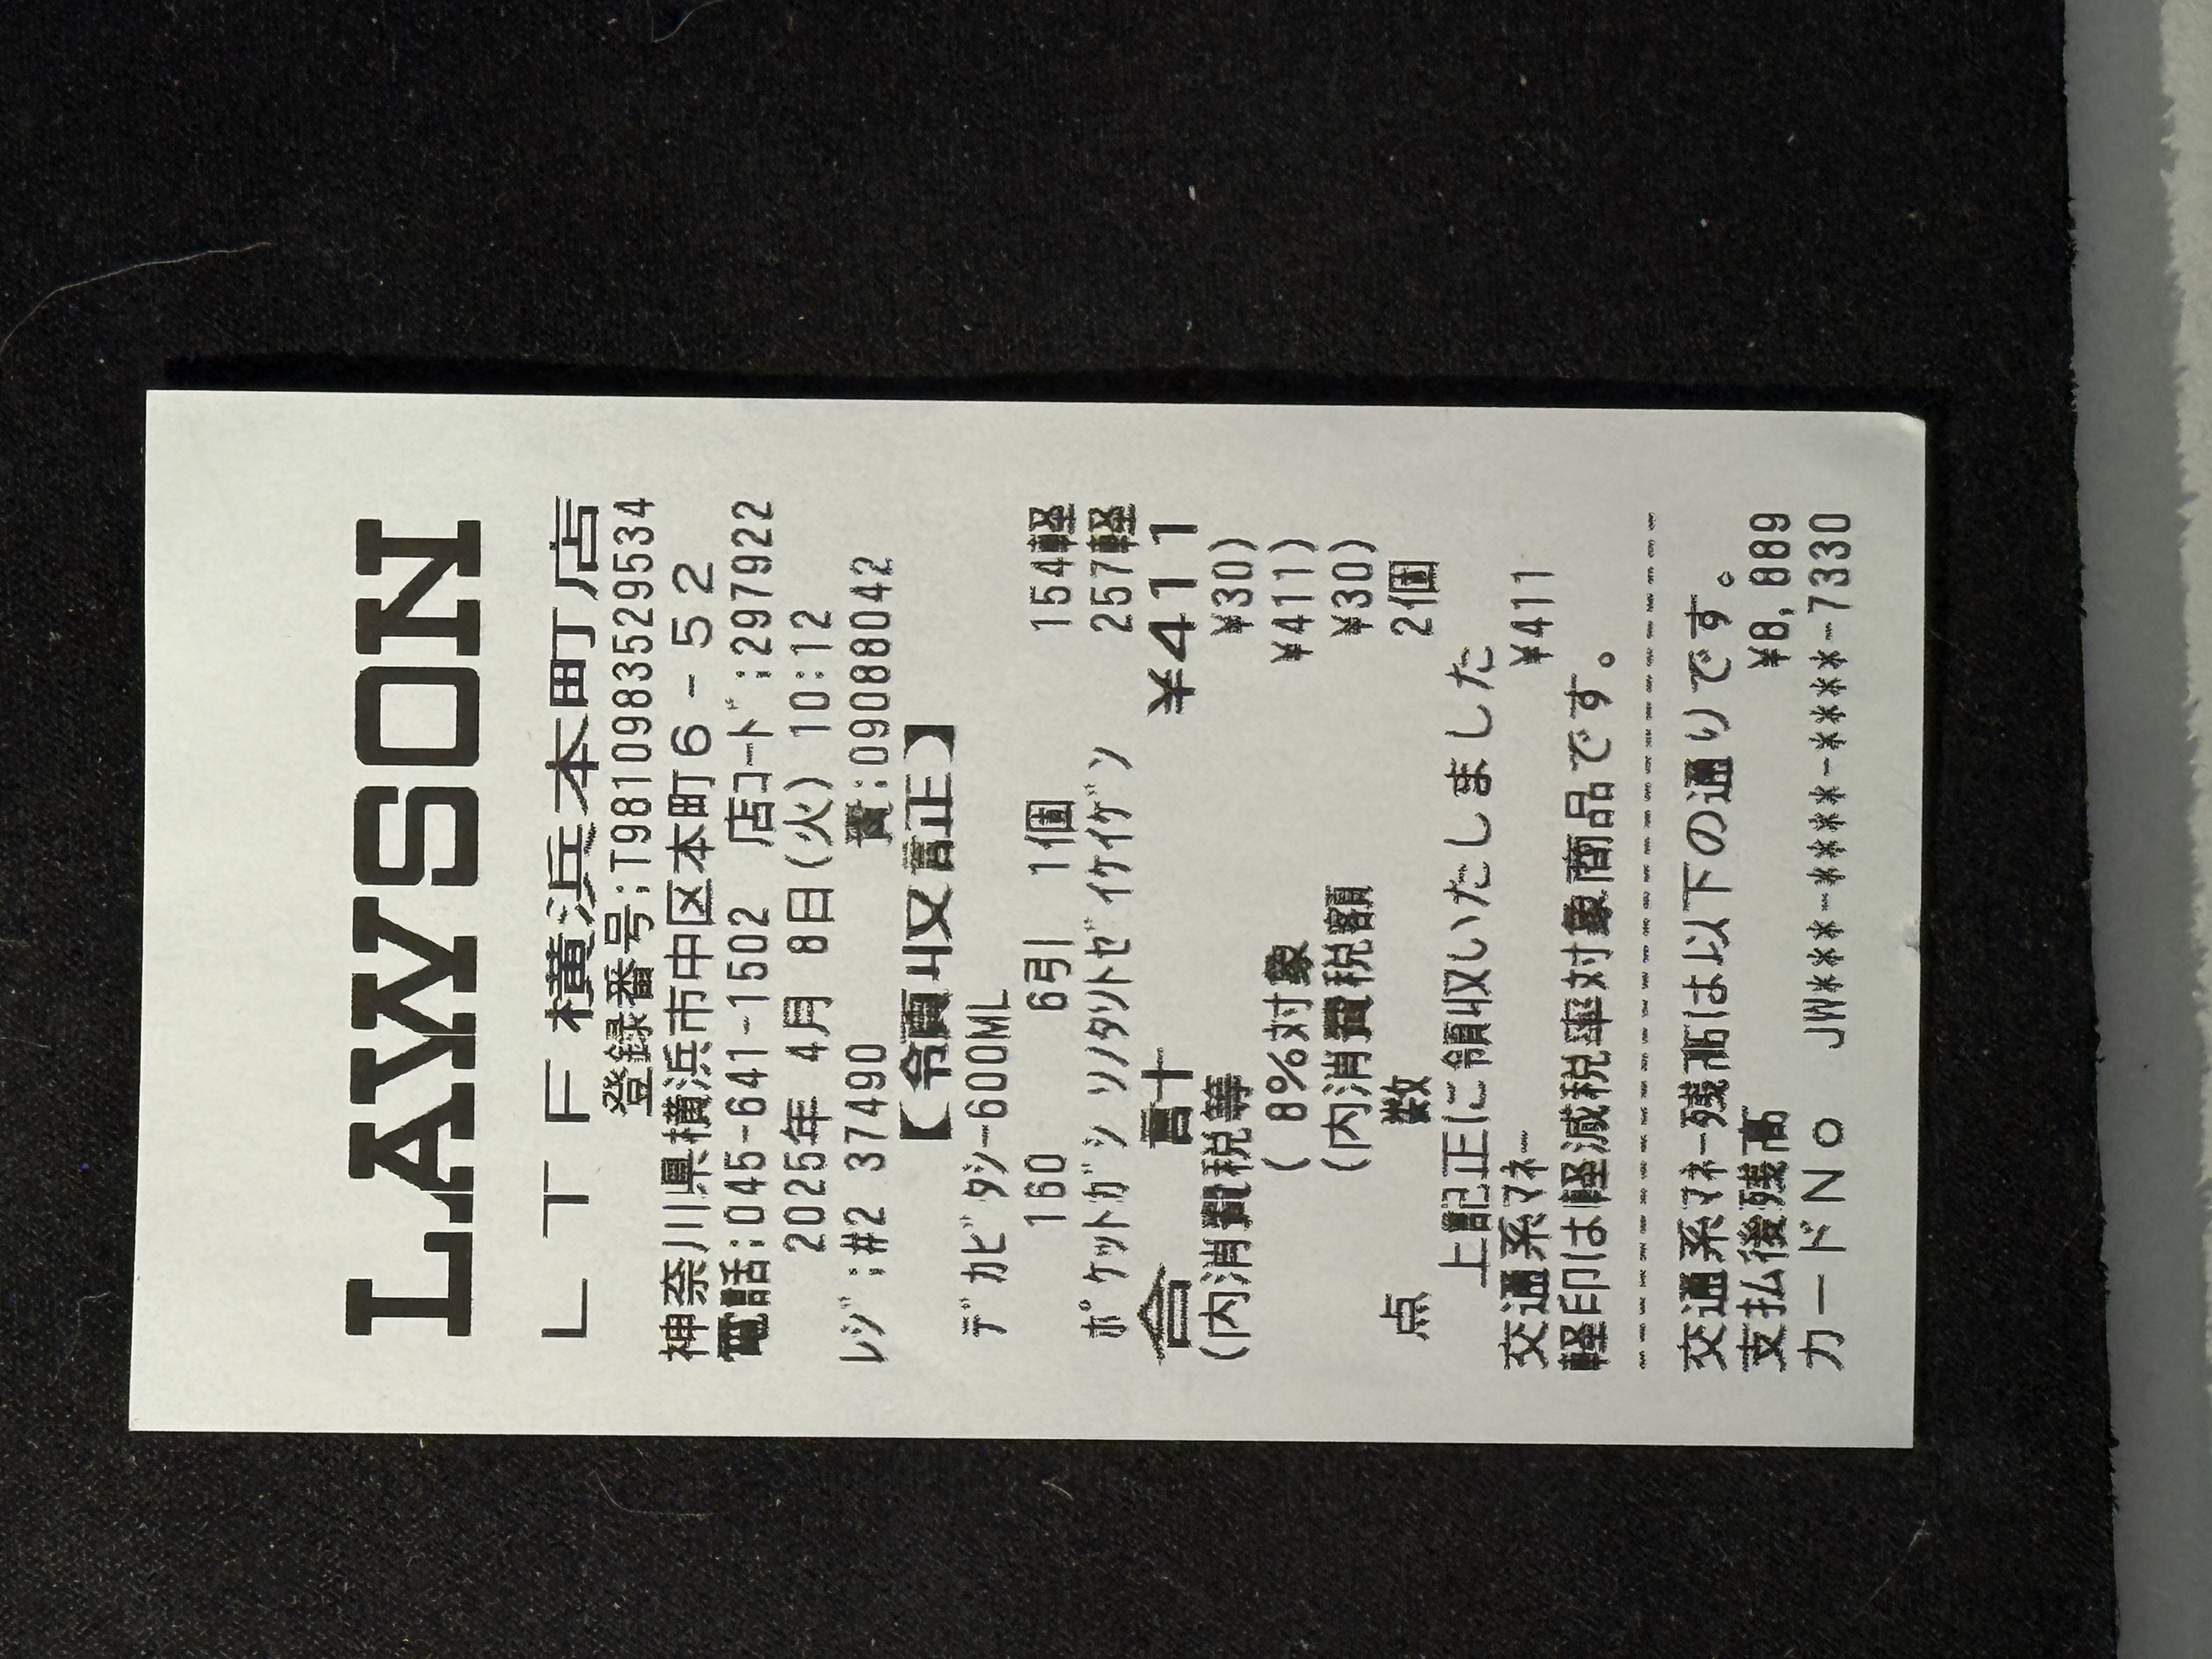 LAWSON
LTF横浜本町店
登録番号:T9810983529534
神奈川県横浜市中区本町6-52
電話:045-641-1502 店ｺｰﾄﾞ:297922
2025年 4月 8日(火) 10:12
ﾚｼﾞ:#2 37490 責:09088042
【領収証】
ﾃﾞｶﾋﾞﾀｼｰ600ML
160 6引 1個 154軽
ﾎﾟｹｯﾄｶﾞｼ ｿﾉﾀｿﾄｾﾞｲｹｲｹﾞﾝ 257軽
合 計 ¥411
(内消費税等 ¥30)
( 8%対象 ¥411)
(内消費税額 ¥30)
点 数 2個
上記正に領収いたしました
交通系ﾏﾈｰ ¥411
軽印は軽減税率対象商品です。
--------------------------------
交通系ﾏﾈｰ残高は以下の通りです。
支払後残高 ¥8,889
カードNo JW***-****-****-7330